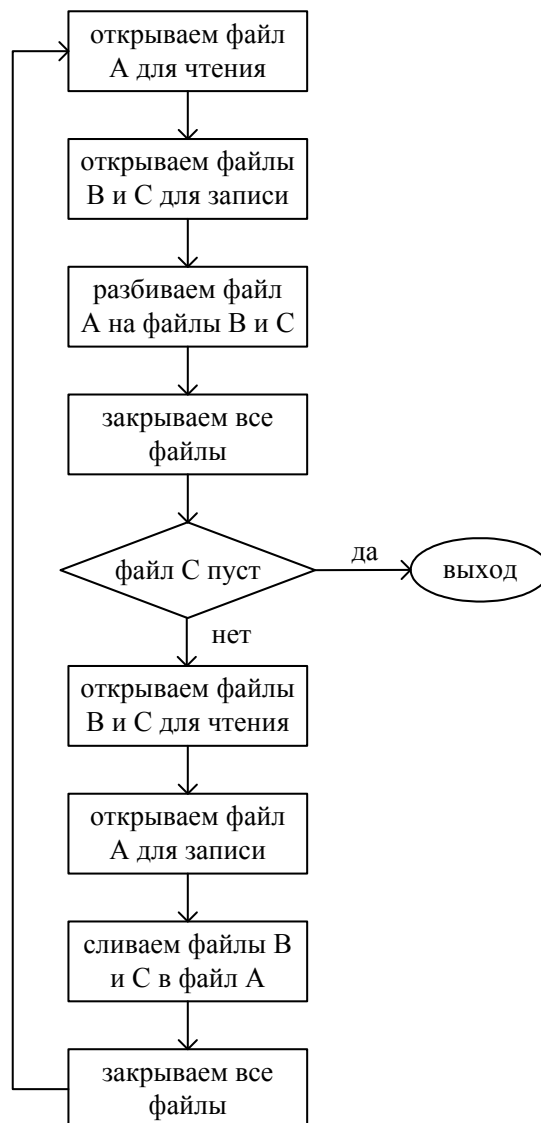 открываем файл
А для чтения
открываем файлы
В и С для записи
разбиваем файл
А на файлы В и С
закрываем все
файлы
файл С пуст
да
выход
нет
открываем файлы
В и С для чтения
открываем файл
А для записи
сливаем файлы В
и С в файл А
закрываем все
файлы